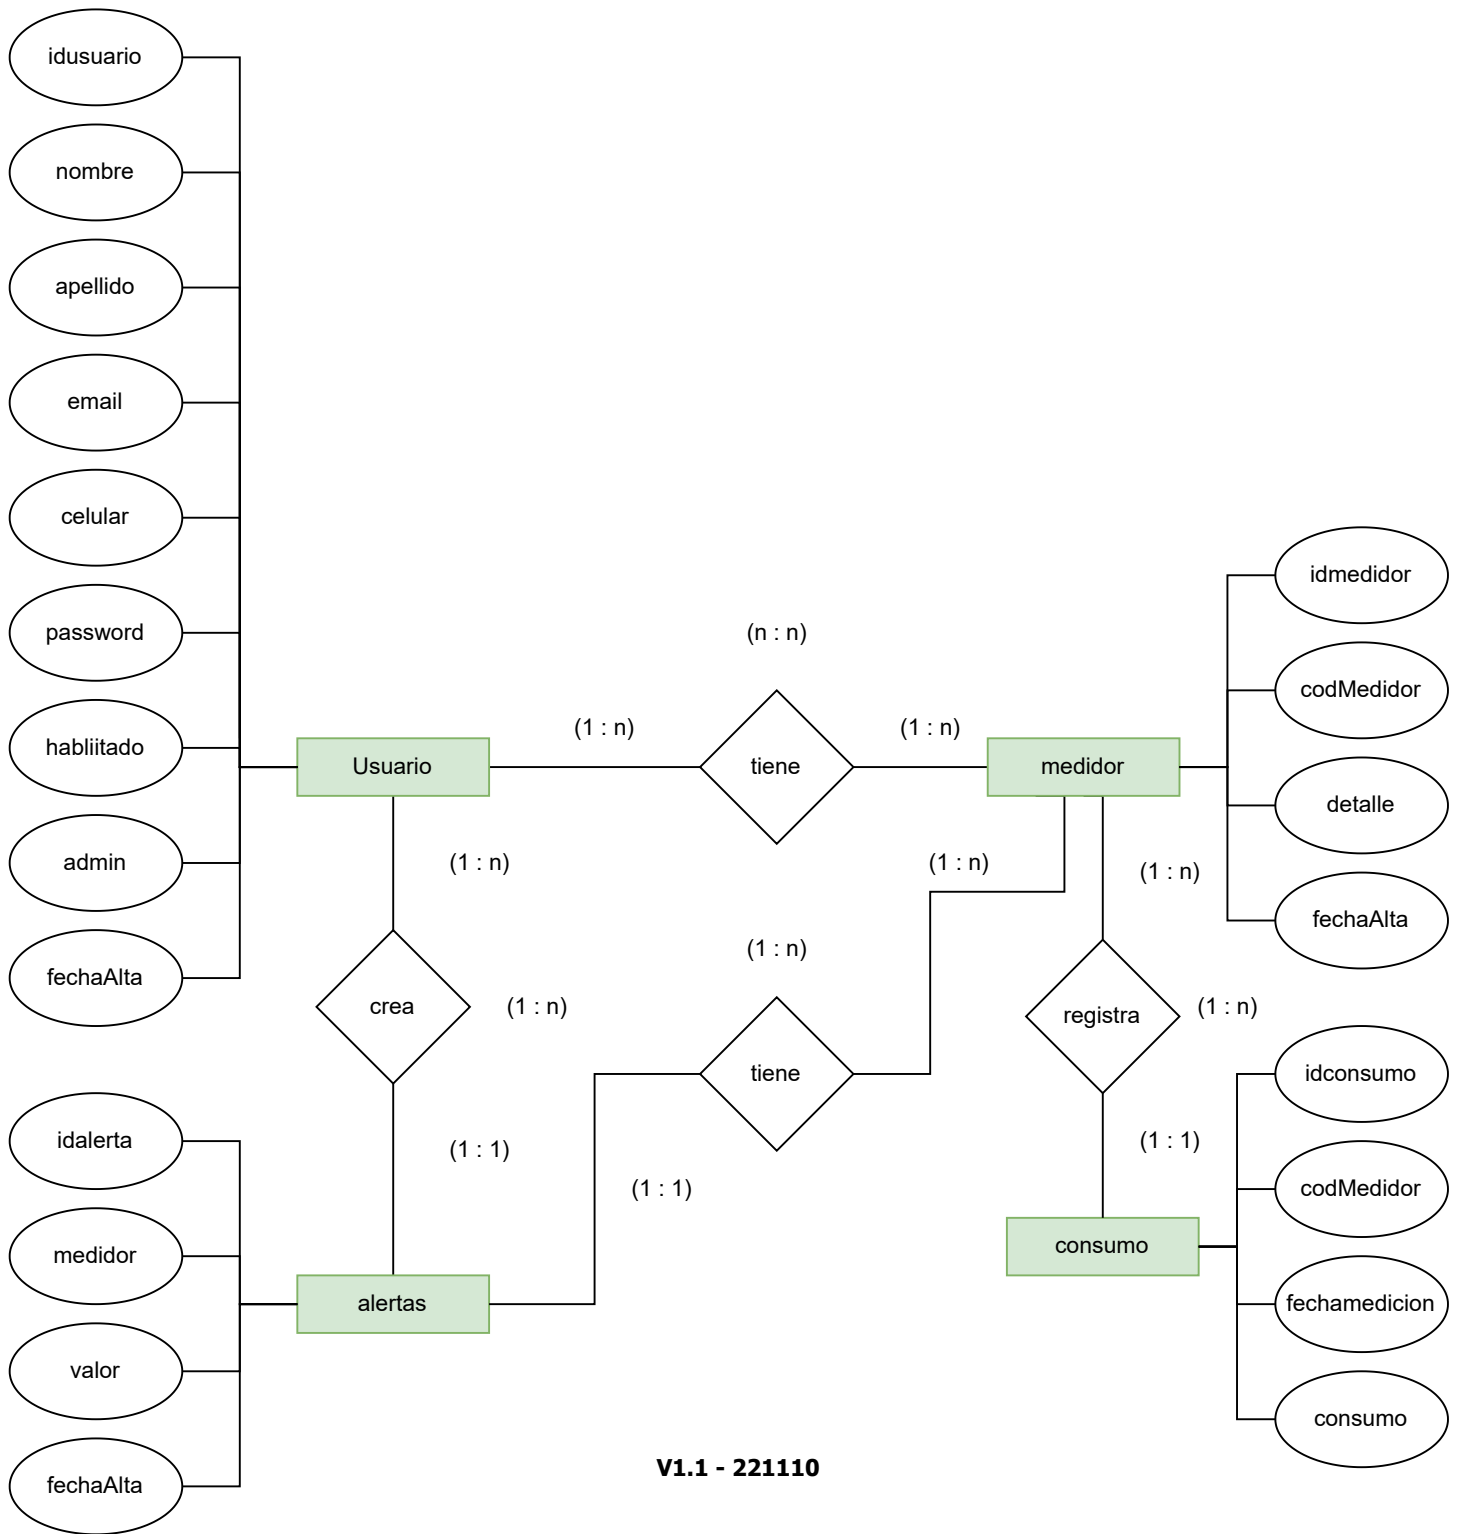 idusuario
nombre
apellido
email
celular
password
habliitado
admin
fechaAlta
(n : n)
(1 : n)
(1 : n)
Usuario
tiene
medidor
idmedidor
codMedidor
detalle
fechaAlta
(1 : n)
(1 : n)
(1 : n)
(1 : n)
crea
(1 : n)
tiene
registra
(1 : n)
(1 : 1)
(1 : 1)
(1 : 1)
idconsumo
codMedidor
fechamedicion
consumo
consumo
idalerta
medidor
valor
fechaAlta
alertas
V1.1 - 221110